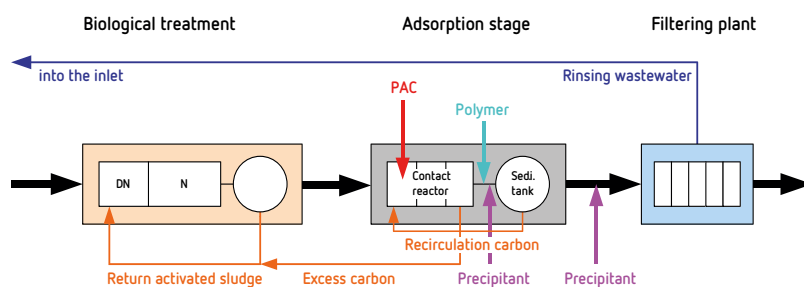 Biological treatment
Adsorption stage
Filtering plant
into the inlet
Rinsing wastewater
PAC
Polymer
DN
N
Contact
reactor
Sedi.
tank
Recirculation carbon
Return activated sludge
Excess carbon
Precipitant
Precipitant